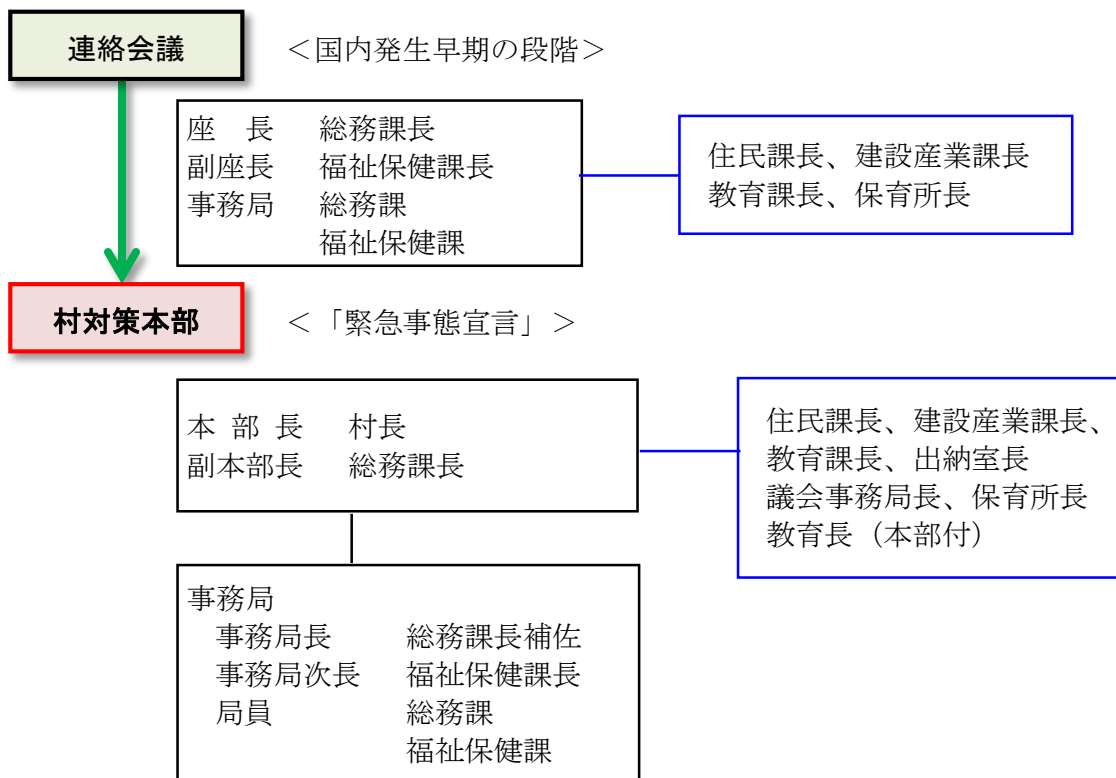 連絡会議 ＜国内発生早期の段階＞
座　長　総務課長
副座長　福祉保健課長
事務局　総務課
福祉保健課
住民課長、建設産業課長
教育課長、保育所長
村対策本部 ＜「緊急事態宣言」＞
本 部 長　村長
副本部長　総務課長
住民課長、建設産業課長、
教育課長、出納室長
議会事務局長、保育所長
教育長（本部付）
事務局
事務局長　総務課長補佐
事務局次長　福祉保健課長
局員　総務課
福祉保健課